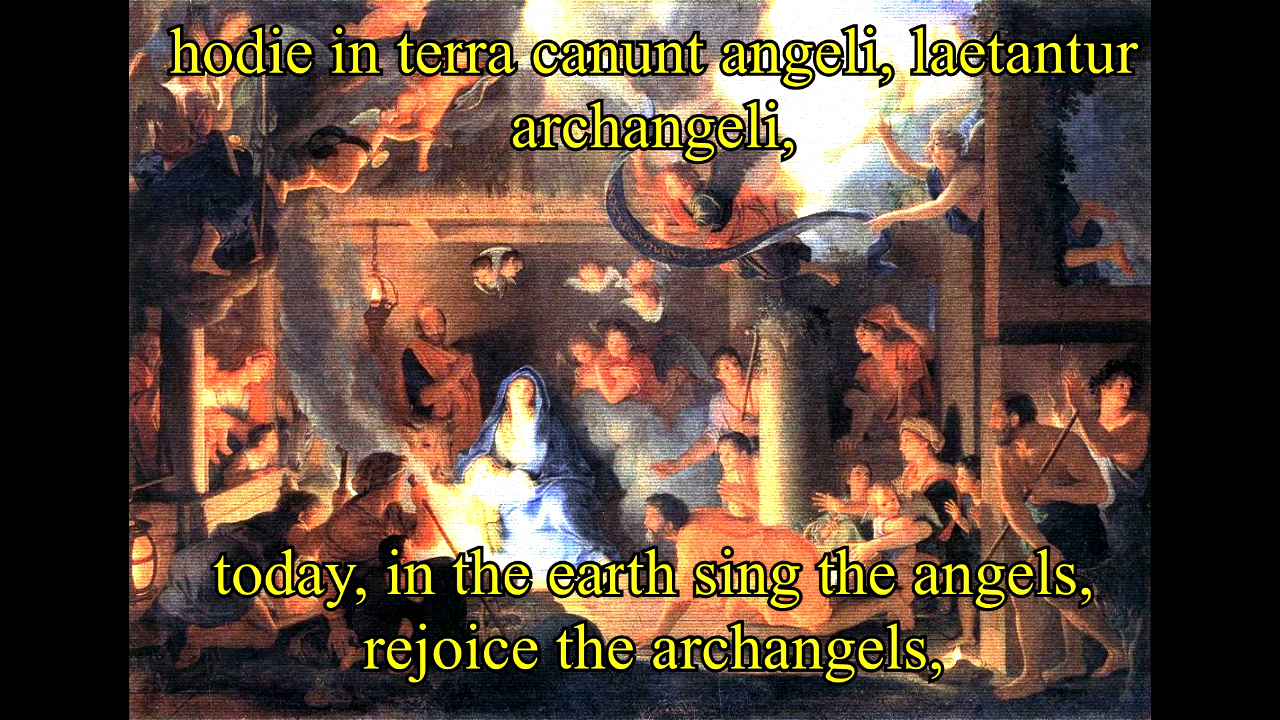 hodie in terra canunt angeli, laetantur
archangeli,
today, in the earth sing the angels,
rejoice the archangels,